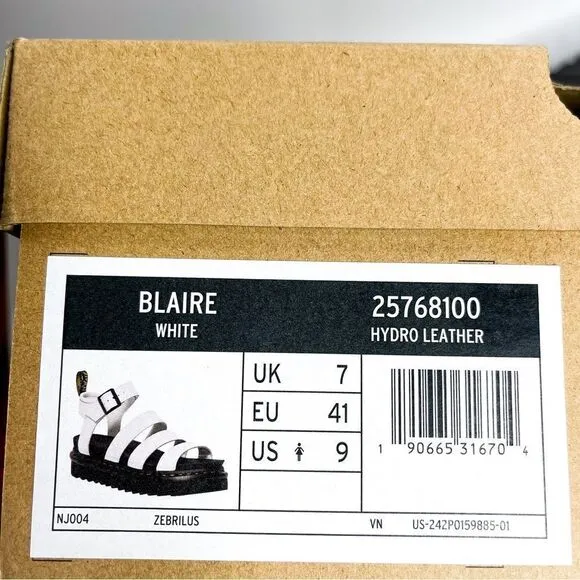 BLAIRE 25768100
WHITE HYDRO LEATHER
UK 7
EU 41
US 9
1 90665 31670 4
NJ004 ZEBRILUS VN US-242P0159885-01